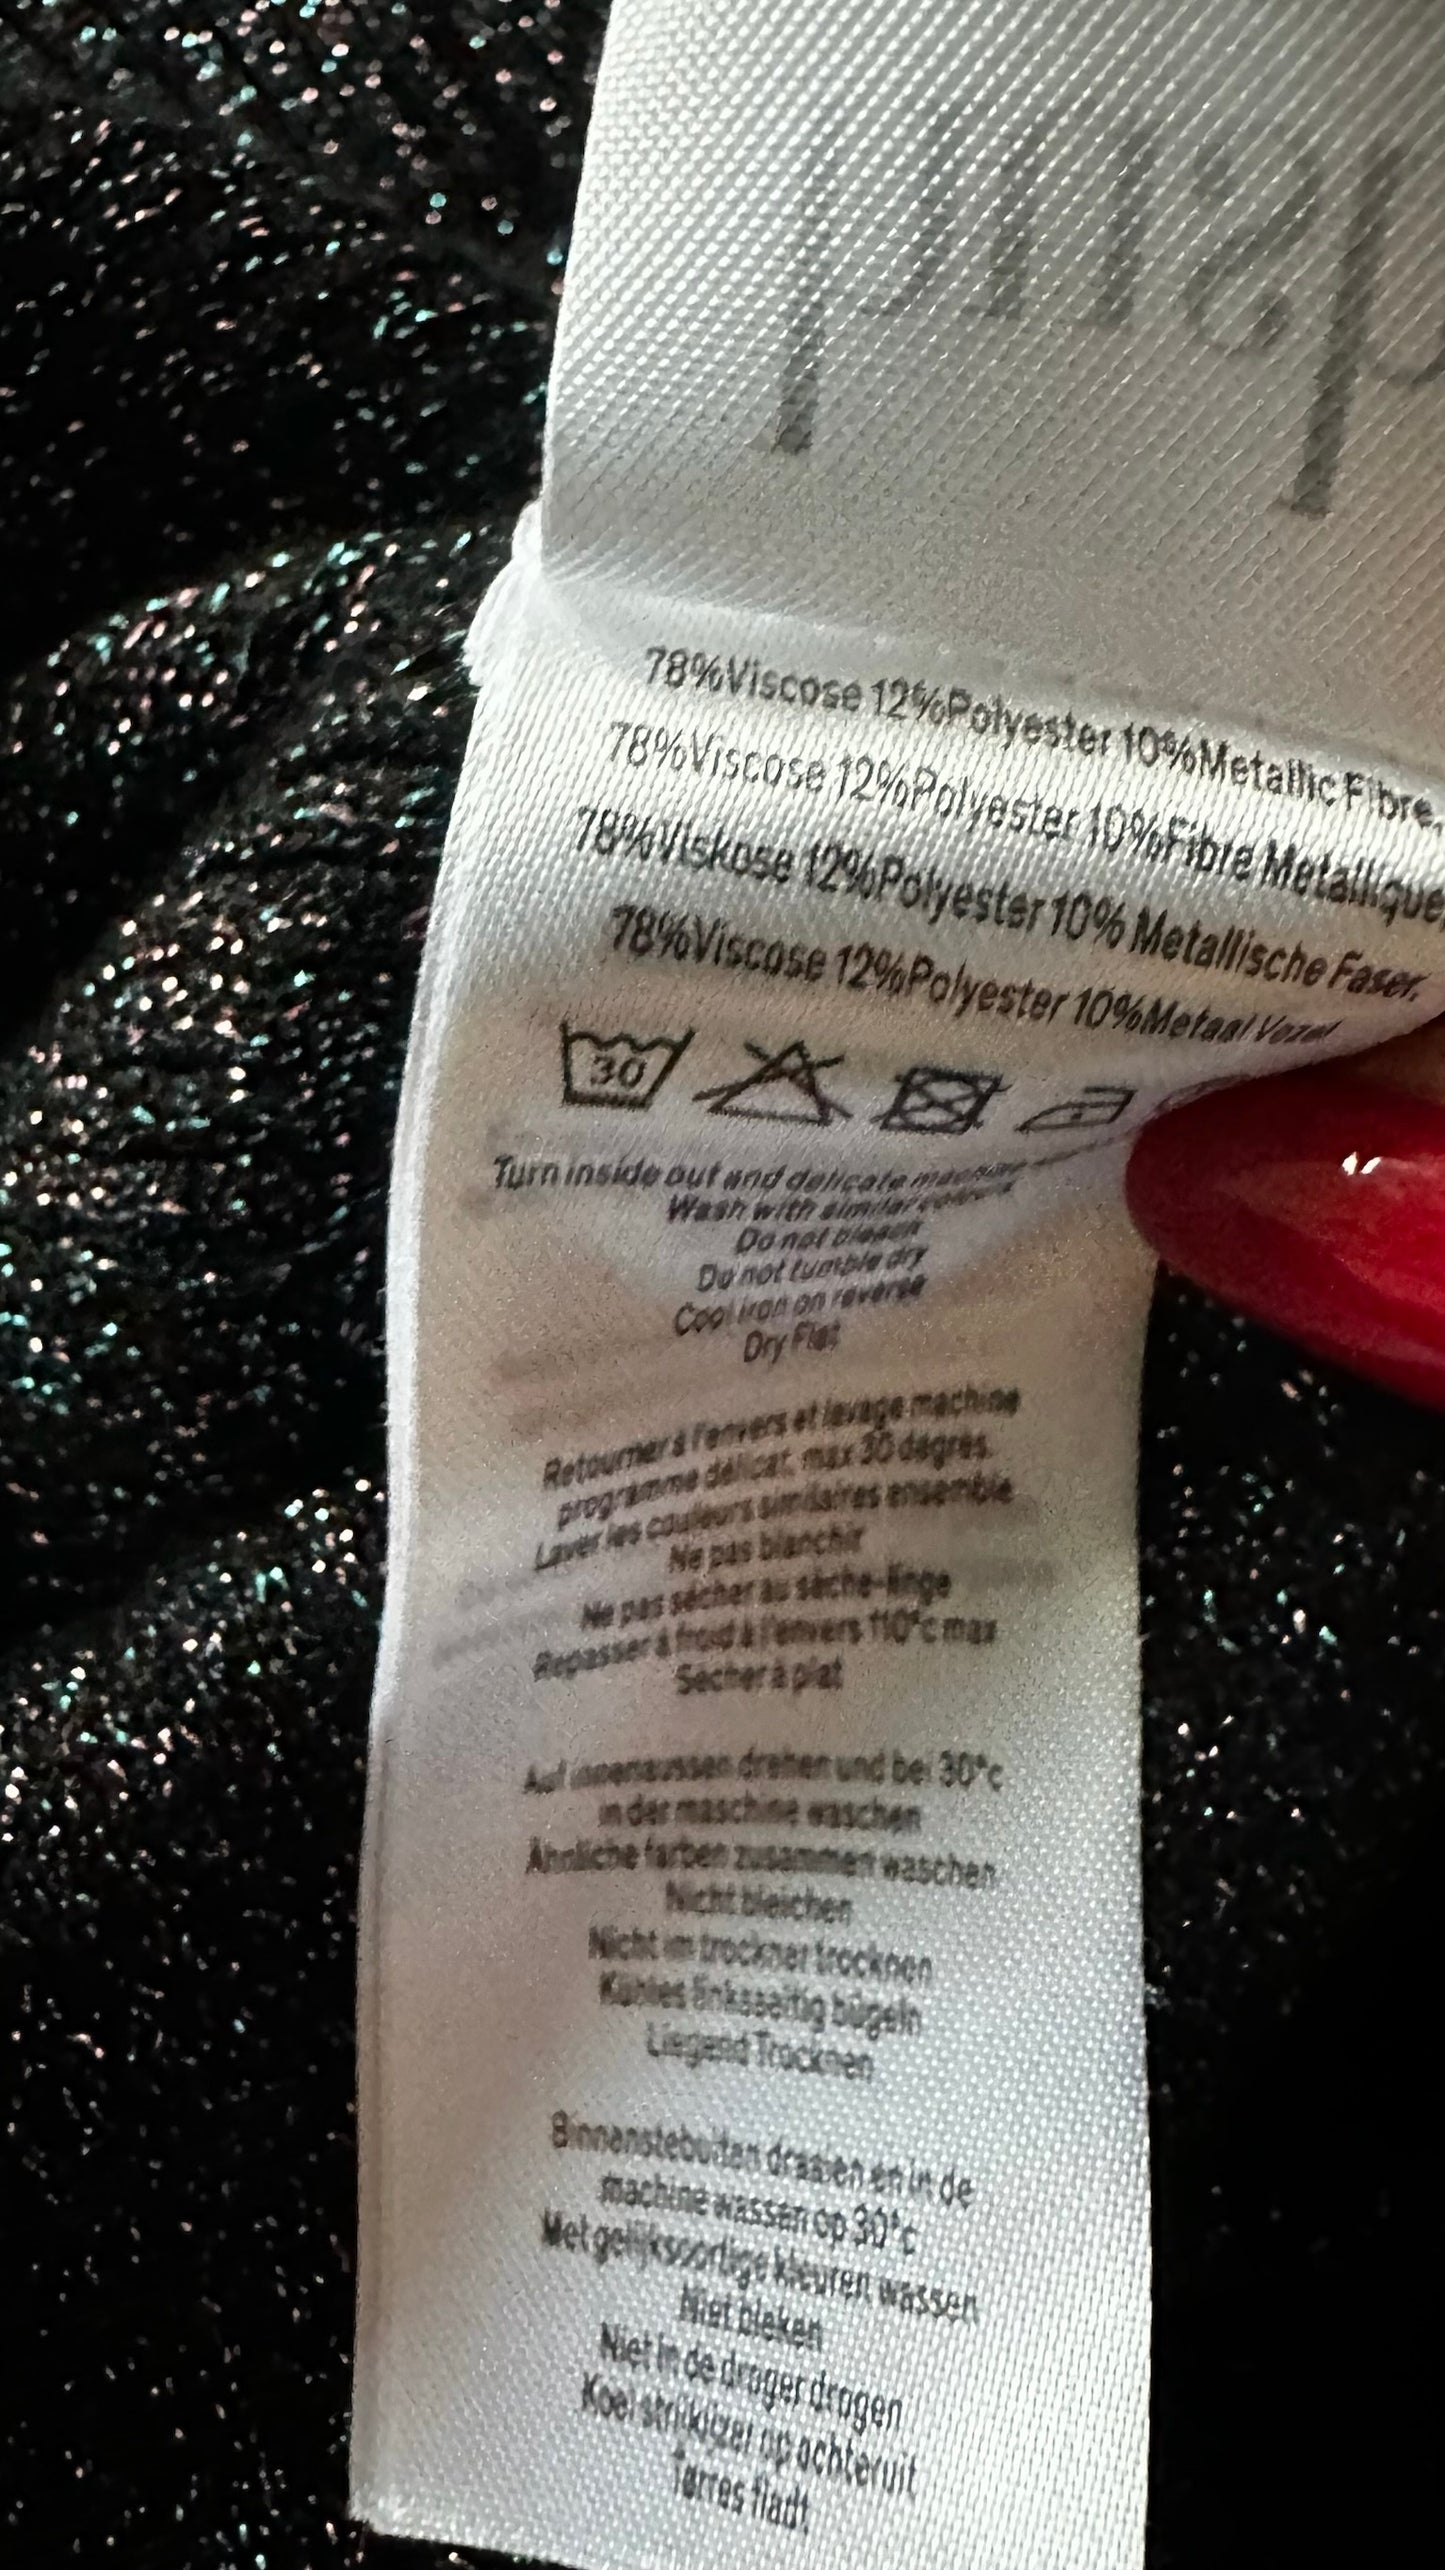 78%Viscose 12%Polyester 10%Metallic Fibre.
78%Viscose 12%Polyester 10%Fibre Metallique.
78%Viskose 12%Polyester 10% Metallische Faser.
78%Viscose 12%Polyester 10%Metaal Vezel
30
Turn inside out and delicate machine
Wash with similar colours
Do not bleach
Do not tumble dry
Cool iron on reverse
Dry Flat
Retourner à l'envers et lavage machine
programme délicat, max 30 dégrés.
Laver les couleurs similaires ensemble
Ne pas blanchir
Ne pas sécher au sèche-linge
Repasser à froid à l'envers 110°c max
Secher à plat
Auf innenaussen drehen und bei 30°c
in der maschine waschen
Ähnliche farben zusammen waschen
Nicht bleichen
Nicht im trockner trocknen
Kühles linksseitig bügeln
Liegend Trocknen
Binnenstebuiten draaien en in de
machine wassen op 30°c
Met gelijksoortige kleuren wassen
Niet bleken
Niet in de droger drogen
Koel strijkijzer op achteruit
Torres fladt